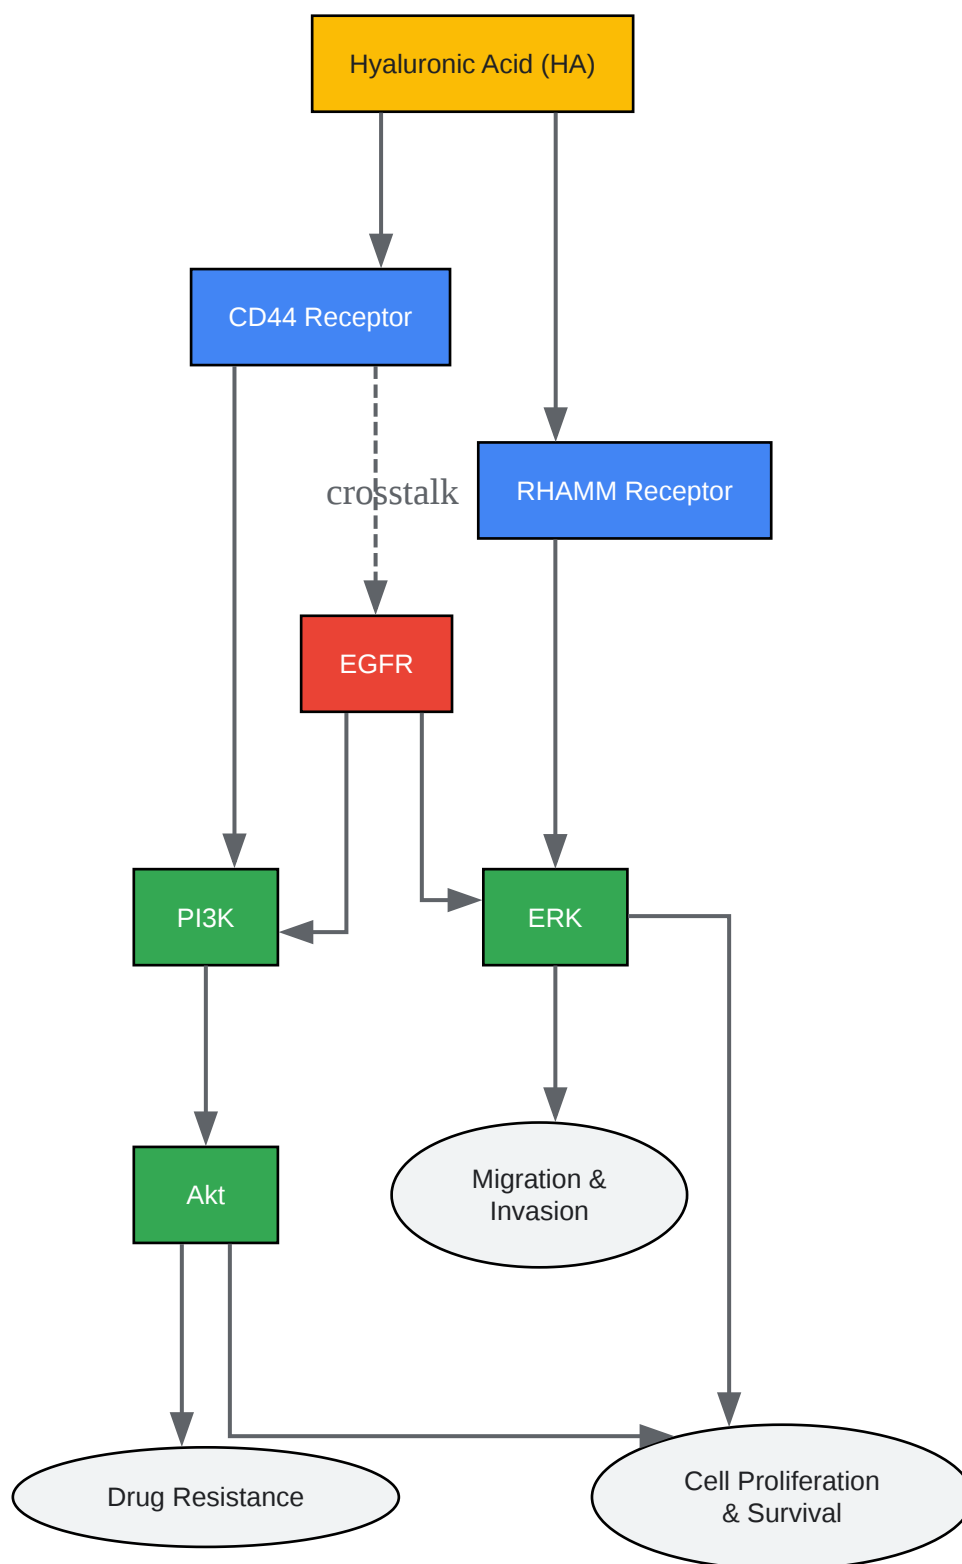 Hyaluronic Acid (HA)
CD44 Receptor
crosstalk
RHAMM Receptor
EGFR
PI3K
ERK
Migration &
Invasion
Akt
Drug Resistance
Cell Proliferation
& Survival